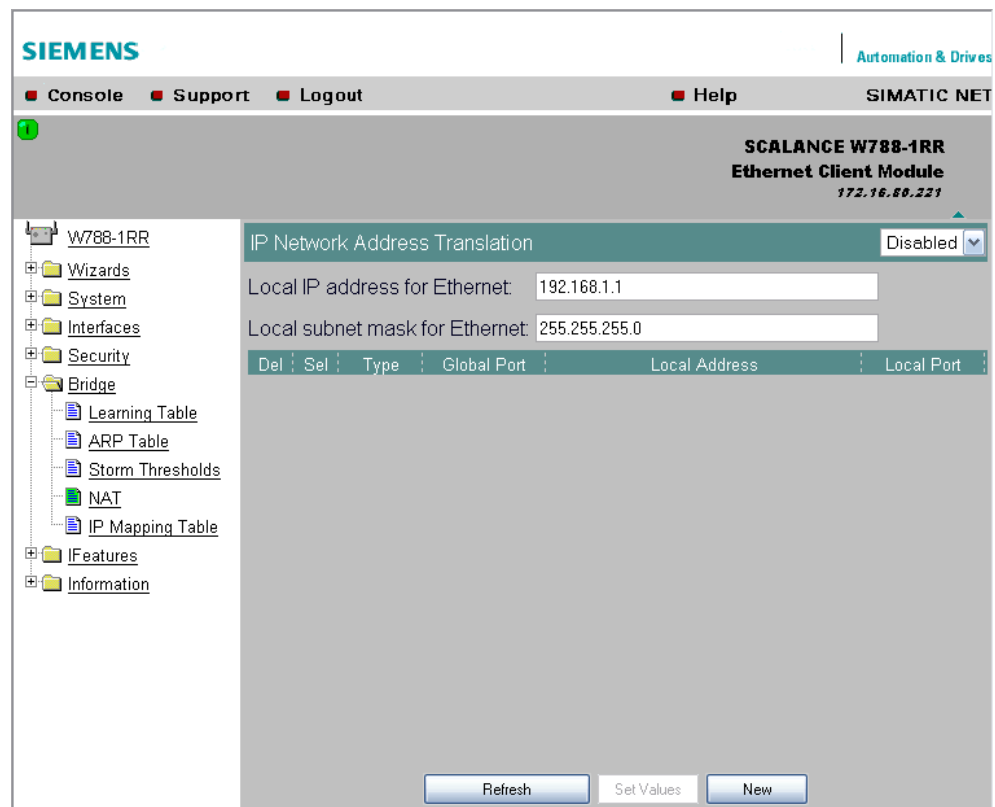 SIEMENS
Automation & Drives
Console Support Logout Help SIMATIC NET
i
SCALANCE W788-1RR
Ethernet Client Module
172.16.80.221
W788-1RR
Wizards
System
Interfaces
Security
Bridge
Learning Table
ARP Table
Storm Thresholds
NAT
IP Mapping Table
IFeatures
Information
IP Network Address Translation Disabled
Local IP address for Ethernet: 192.168.1.1
Local subnet mask for Ethernet: 255.255.255.0
Del Sel Type Global Port Local Address Local Port
Refresh Set Values New